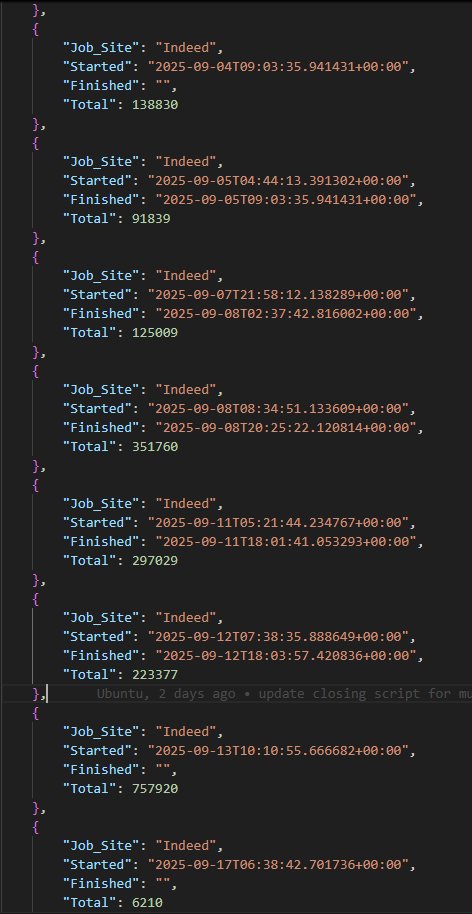 },
{
"Job_Site": "Indeed",
"Started": "2025-09-04T09:03:35.941431+00:00",
"Finished": "",
"Total": 138830
},
{
"Job_Site": "Indeed",
"Started": "2025-09-05T04:44:13.391302+00:00",
"Finished": "2025-09-05T09:03:35.941431+00:00",
"Total": 91839
},
{
"Job_Site": "Indeed",
"Started": "2025-09-07T21:58:12.138289+00:00",
"Finished": "2025-09-08T02:37:42.816002+00:00",
"Total": 125009
},
{
"Job_Site": "Indeed",
"Started": "2025-09-08T08:34:51.133609+00:00",
"Finished": "2025-09-08T20:25:22.120814+00:00",
"Total": 351760
},
{
"Job_Site": "Indeed",
"Started": "2025-09-11T05:21:44.234767+00:00",
"Finished": "2025-09-11T18:01:41.053293+00:00",
"Total": 297029
},
{
"Job_Site": "Indeed",
"Started": "2025-09-12T07:38:35.888649+00:00",
"Finished": "2025-09-12T18:03:57.420836+00:00",
"Total": 223377
}, Ubuntu, 2 days ago • update closing script for mu
{
"Job_Site": "Indeed",
"Started": "2025-09-13T10:10:55.666682+00:00",
"Finished": "",
"Total": 757920
},
{
"Job_Site": "Indeed",
"Started": "2025-09-17T06:38:42.701736+00:00",
"Finished": "",
"Total": 6210